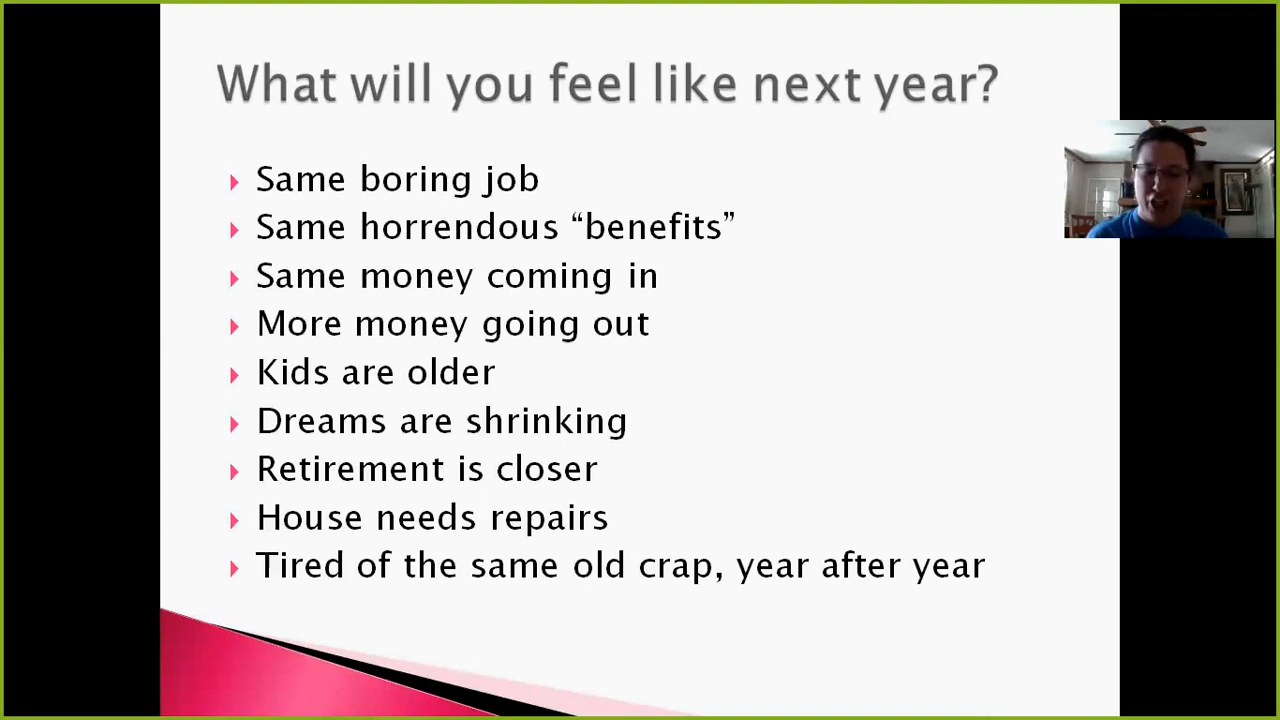 What will you feel like next year?
Same boring job
Same horrendous “benefits”
Same money coming in
More money going out
Kids are older
Dreams are shrinking
Retirement is closer
House needs repairs
Tired of the same old crap, year after year